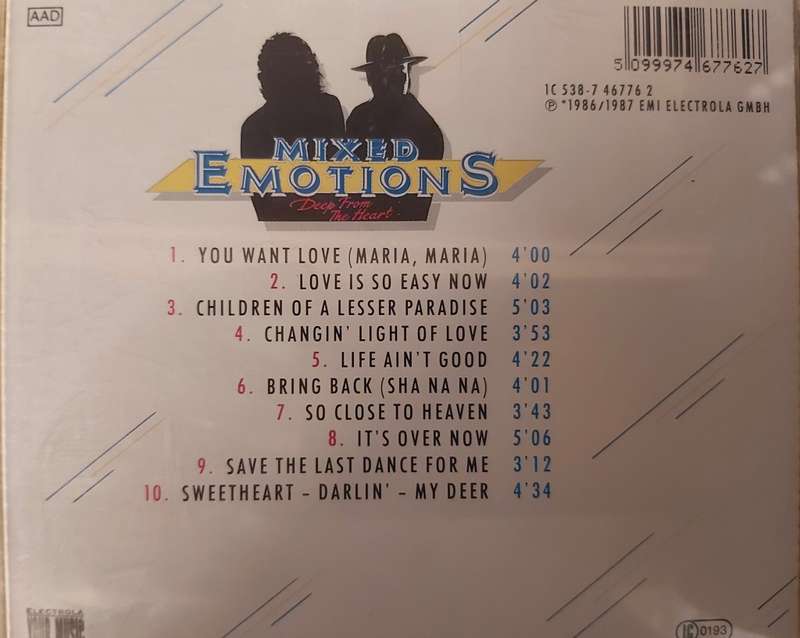 AAD
5 099974 677627
1C 538-7 46776 2
℗ *1986/1987 EMI ELECTROLA GMBH
MIXED
EMOTIONS
Deep From
The Heart
1. YOU WANT LOVE (MARIA, MARIA) 4'00
2. LOVE IS SO EASY NOW 4'02
3. CHILDREN OF A LESSER PARADISE 5'03
4. CHANGIN' LIGHT OF LOVE 3'53
5. LIFE AIN'T GOOD 4'22
6. BRING BACK (SHA NA NA) 4'01
7. SO CLOSE TO HEAVEN 3'43
8. IT'S OVER NOW 5'06
9. SAVE THE LAST DANCE FOR ME 3'12
10. SWEETHEART – DARLIN' – MY DEER 4'34
ELECTROLA
YOUR MUSIC
LC 0193